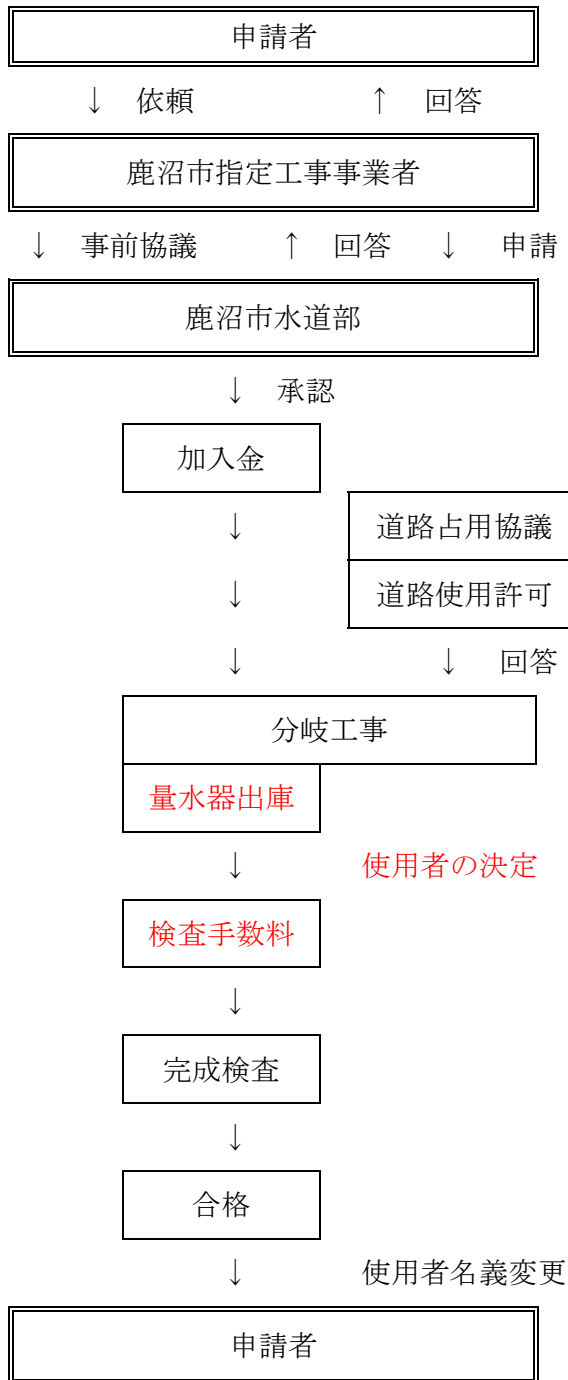 申請者
↓ 依頼 ↑ 回答
鹿沼市指定工事事業者
↓ 事前協議 ↑ 回答 ↓ 申請
鹿沼市水道部
↓ 承認
加入金
↓ 道路占用協議
↓ 道路使用許可
↓ ↓ 回答
分岐工事
量水器出庫
↓ 使用者の決定
検査手数料
↓
完成検査
↓
合格
↓ 使用者名義変更
申請者